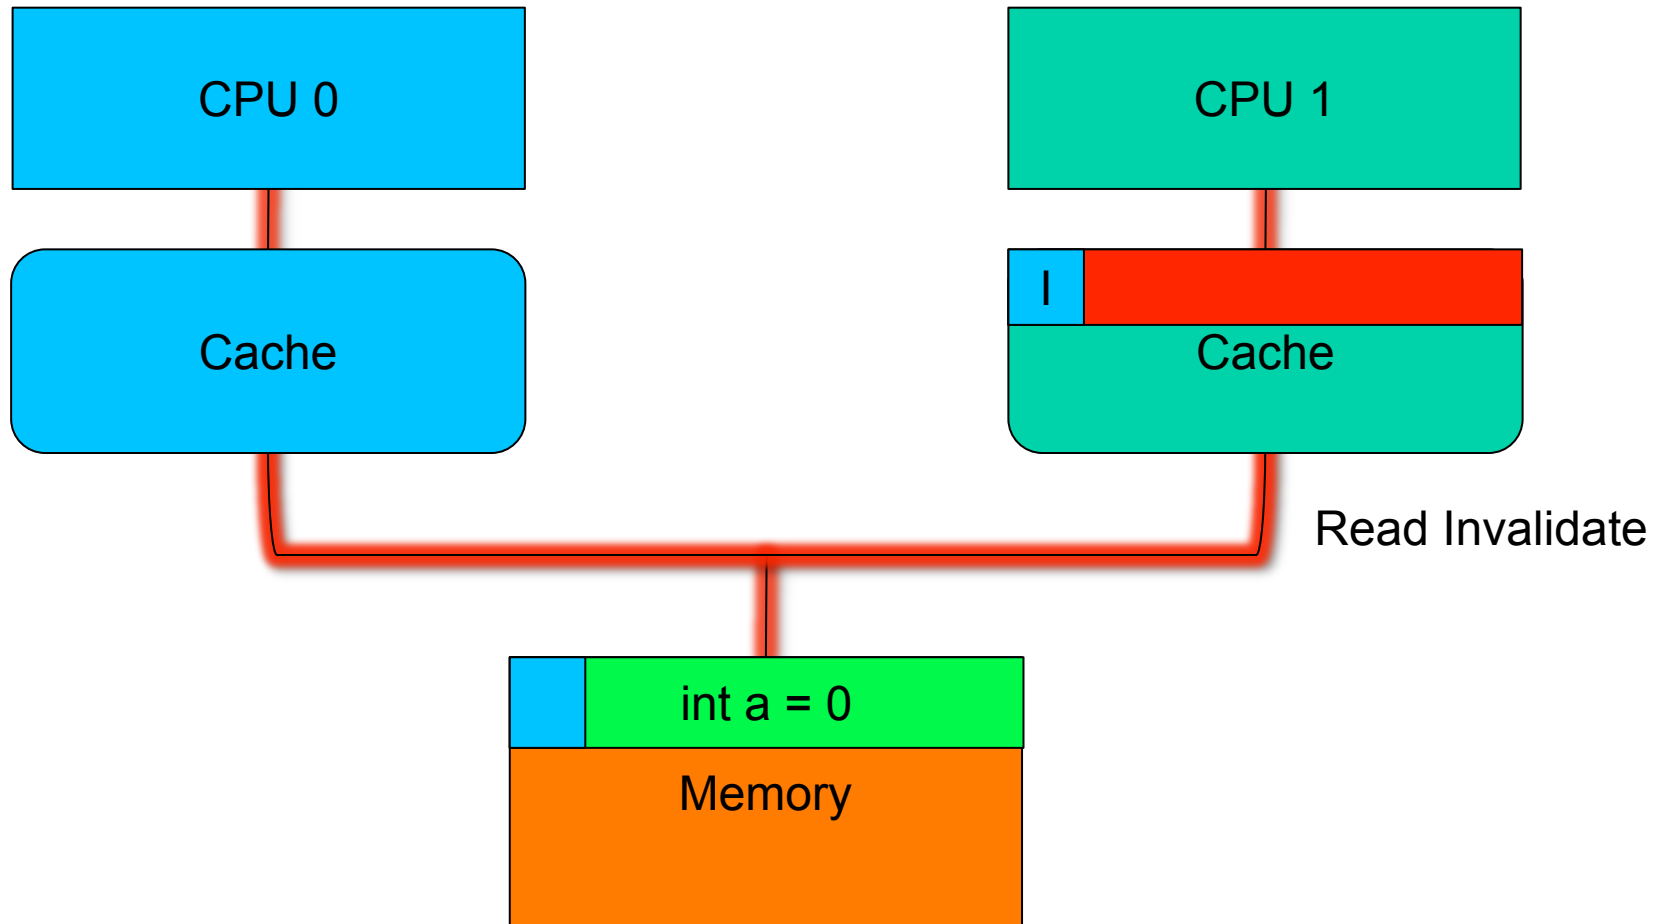 CPU 0
CPU 1
I
Cache
Cache
Read Invalidate
int a = 0
Memory